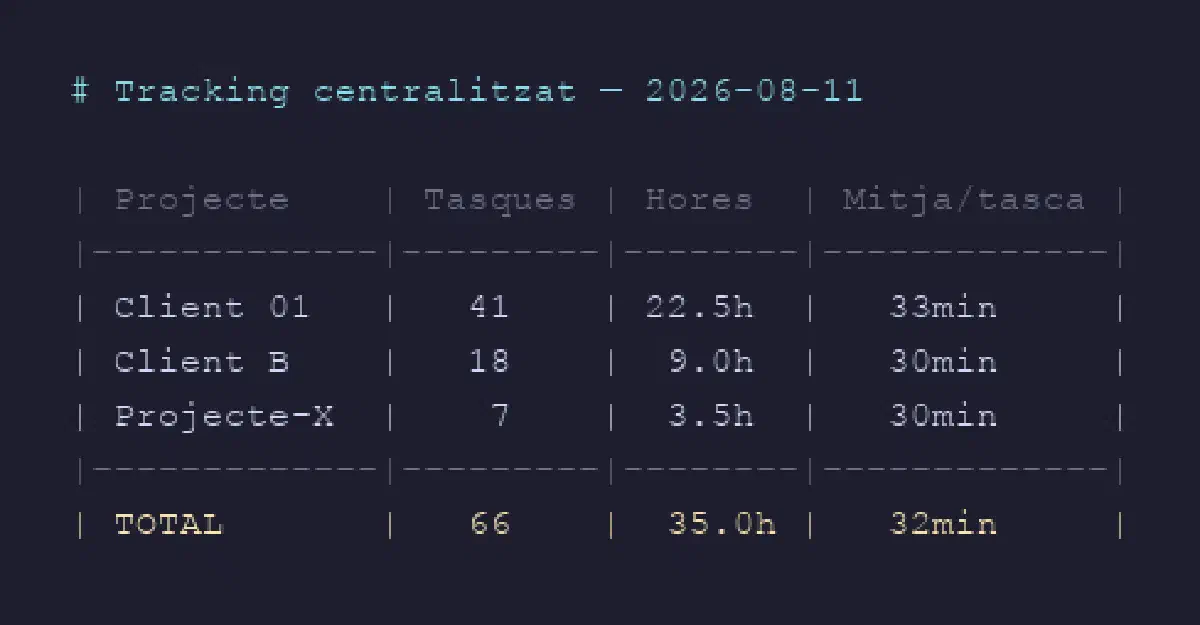 # Tracking centralitzat — 2026-08-11
| Projecte    | Tasques | Hores  | Mitja/tasca |
|-------------|---------|--------|-------------|
| Client 01   |   41    | 22.5h  |   33min     |
| Client B    |   18    |  9.0h  |   30min     |
| Projecte-X  |    7    |  3.5h  |   30min     |
|-------------|---------|--------|-------------|
| TOTAL       |   66    |  35.0h |   32min     |